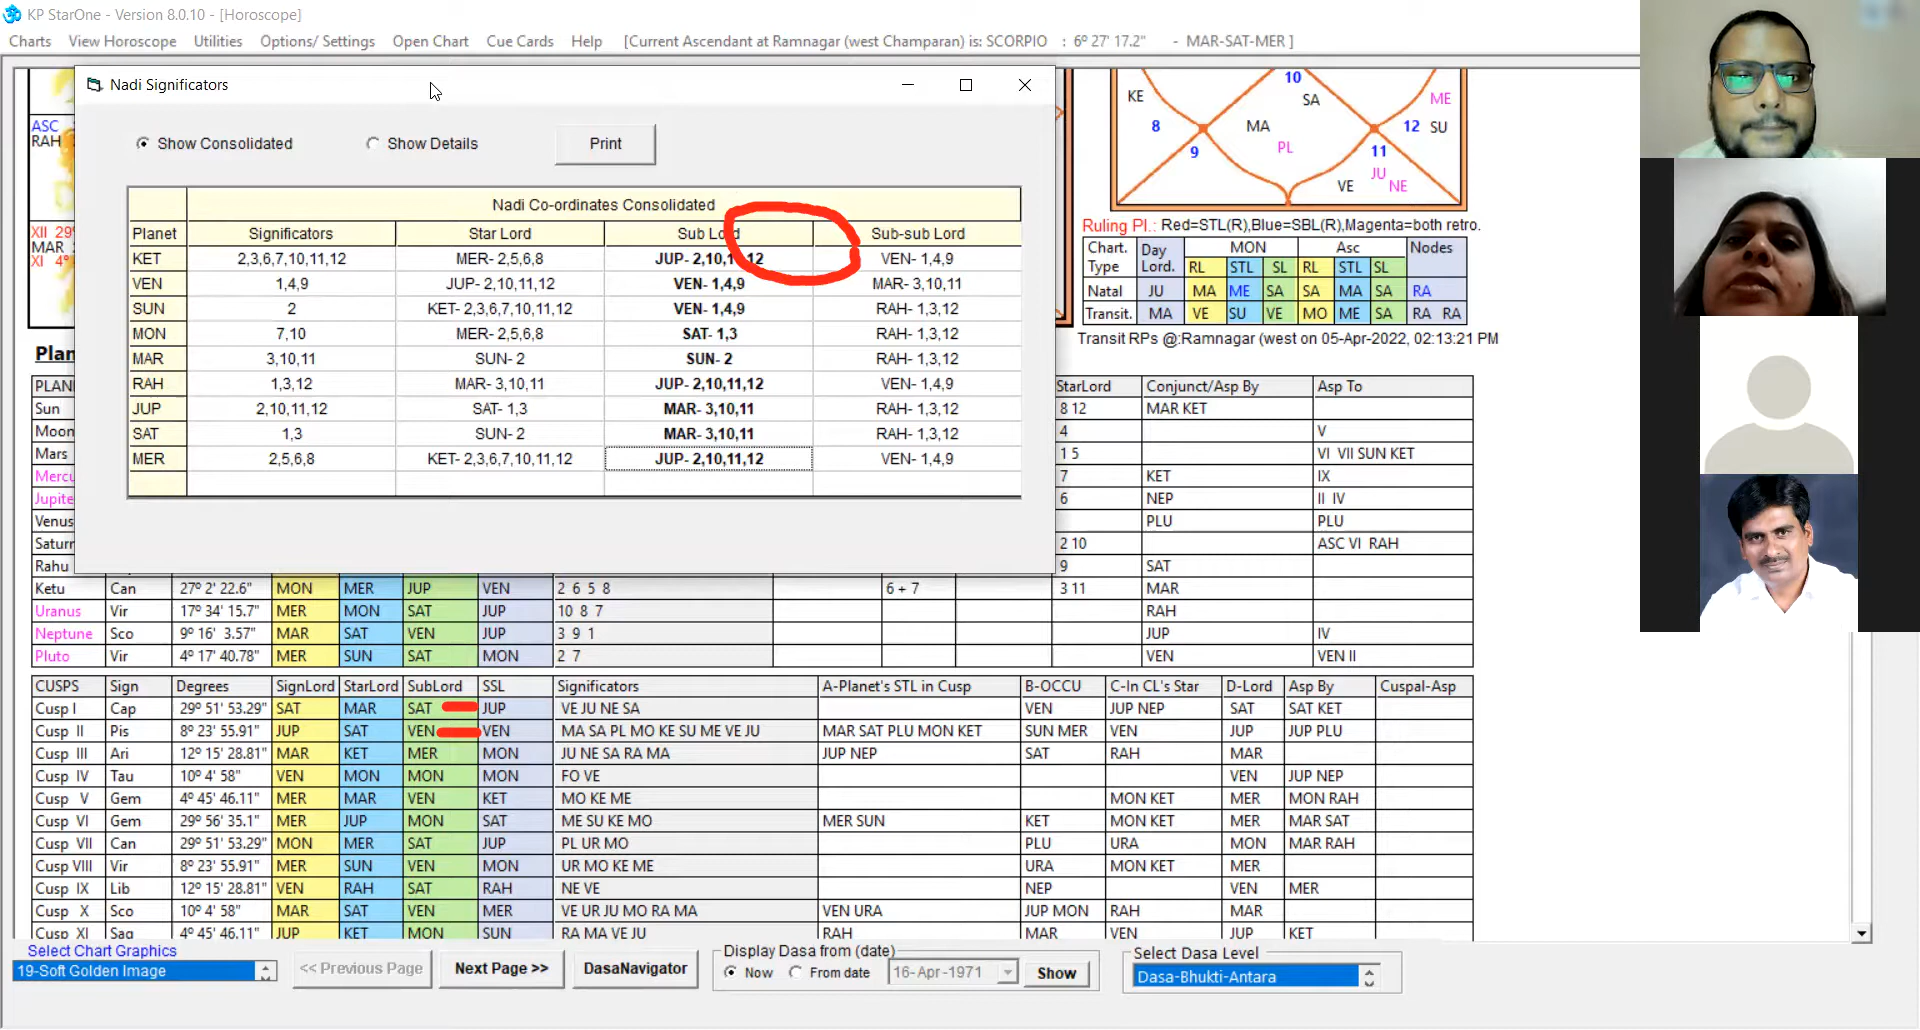 KP StarOne - Version 8.0.10 - [Horoscope]
Charts View Horoscope Utilities Options/ Settings Open Chart Cue Cards Help [Current Ascendant at Ramnagar (west Champaran) is: SCORPIO : 6º 27' 17.2" - MAR-SAT-MER ]
Nadi Significators
Show Consolidated Show Details Print
Nadi Co-ordinates Consolidated
Planet Significators Star Lord Sub Lord Sub-sub Lord
KET 2,3,6,7,10,11,12 MER- 2,5,6,8 JUP- 2,10,11,12 VEN- 1,4,9
VEN 1,4,9 JUP- 2,10,11,12 VEN- 1,4,9 MAR- 3,10,11
SUN 2 KET- 2,3,6,7,10,11,12 VEN- 1,4,9 RAH- 1,3,12
MON 7,10 MER- 2,5,6,8 SAT- 1,3 RAH- 1,3,12
MAR 3,10,11 SUN- 2 SUN- 2 RAH- 1,3,12
RAH 1,3,12 MAR- 3,10,11 JUP- 2,10,11,12 VEN- 1,4,9
JUP 2,10,11,12 SAT- 1,3 MAR- 3,10,11 RAH- 1,3,12
SAT 1,3 SUN- 2 MAR- 3,10,11 RAH- 1,3,12
MER 2,5,6,8 KET- 2,3,6,7,10,11,12 JUP- 2,10,11,12 VEN- 1,4,9
ASC
RAH
XII 29º
MAR
XI 4º
10
KE SA ME
8 MA 12 SU
9 PL 11
JU
VE NE
Ruling Pl.: Red=STL(R),Blue=SBL(R),Magenta=both retro.
Chart. Type Day Lord. MON Asc Nodes
RL STL SL RL STL SL
Natal JU MA ME SA SA MA SA RA
Transit. MA VE SU VE MO ME SA RA RA
Transit RPs @:Ramnagar (west on 05-Apr-2022, 02:13:21 PM
Plan
PLAN StarLord Conjunct/Asp By Asp To
Sun 8 12 MAR KET
Moon 4 V
Mars 1 5 VI VII SUN KET
Mercu 7 KET IX
Jupite 6 NEP II IV
Venus PLU PLU
Saturn 2 10 ASC VI RAH
Rahu 9 SAT
Ketu Can 27º 2' 22.6" MON MER JUP VEN 2 6 5 8 6 + 7 3 11 MAR
Uranus Vir 17º 34' 15.7" MER MON SAT JUP 10 8 7 RAH
Neptune Sco 9º 16' 3.57" MAR SAT VEN JUP 3 9 1 JUP IV
Pluto Vir 4º 17' 40.78" MER SUN SAT MON 2 7 VEN VEN II
CUSPS Sign Degrees SignLord StarLord SubLord SSL Significators A-Planet's STL in Cusp B-OCCU C-In CL's Star D-Lord Asp By Cuspal-Asp
Cusp I Cap 29º 51' 53.29" SAT MAR SAT JUP VE JU NE SA VEN JUP NEP SAT SAT KET
Cusp II Pis 8º 23' 55.91" JUP SAT VEN VEN MA SA PL MO KE SU ME VE JU MAR SAT PLU MON KET SUN MER VEN JUP JUP PLU
Cusp III Ari 12º 15' 28.81" MAR KET MER MON JU NE SA RA MA JUP NEP SAT RAH MAR
Cusp IV Tau 10º 4' 58" VEN MON MON MON FO VE VEN JUP NEP
Cusp V Gem 4º 45' 46.11" MER MAR VEN KET MO KE ME MON KET MER MON RAH
Cusp VI Gem 29º 56' 35.1" MER JUP MON SAT ME SU KE MO MER SUN KET MON KET MER MAR SAT
Cusp VII Can 29º 51' 53.29" MON MER SAT JUP PL UR MO PLU URA MON MAR RAH
Cusp VIII Vir 8º 23' 55.91" MER SUN VEN MON UR MO KE ME URA MON KET MER
Cusp IX Lib 12º 15' 28.81" VEN RAH SAT RAH NE VE NEP VEN MER
Cusp X Sco 10º 4' 58" MAR SAT VEN MER VE UR JU MO RA MA VEN URA JUP MON RAH MAR
Cusp XI Sag 4º 45' 46.11" JUP KET MON SUN RA MA VE JU RAH MAR VEN JUP KET
Select Chart Graphics
19-Soft Golden Image
<< Previous Page Next Page >> DasaNavigator
Display Dasa from (date)
Now From date 16-Apr-1971 Show
Select Dasa Level
Dasa-Bhukti-Antara